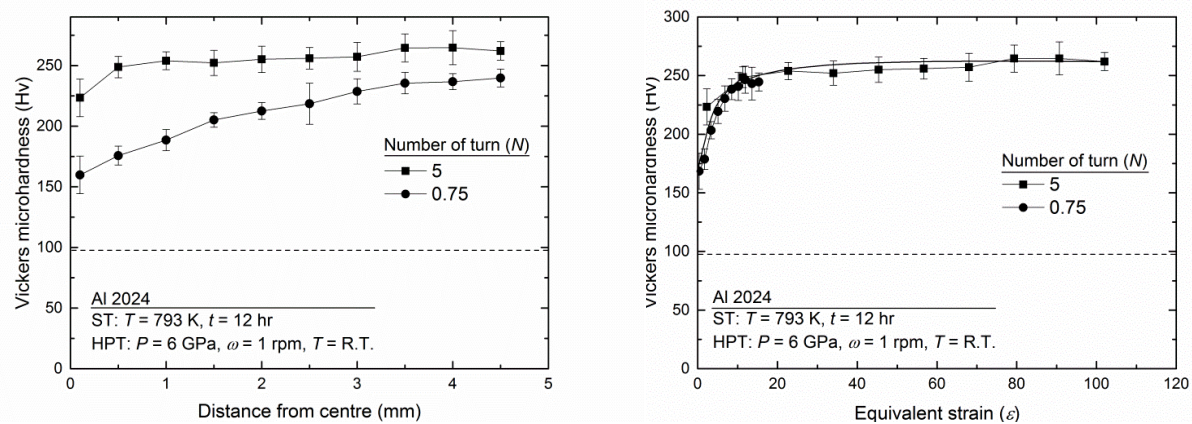 Vickers microhardness (Hv)
250
200
150
100
50
0
0 1 2 3 4 5
Distance from centre (mm)
Number of turn (N)
5
0.75
Al 2024
ST: T = 793 K, t = 12 hr
HPT: P = 6 GPa, ω = 1 rpm, T = R.T.
Vickers micronardness (Hv)
300
250
200
150
100
50
0
0 20 40 60 80 100 120
Equivalent strain (ε)
Number of turn (N)
5
0.75
Al 2024
ST: T = 793 K, t = 12 hr
HPT: P = 6 GPa, ω = 1 rpm, T = R.T.